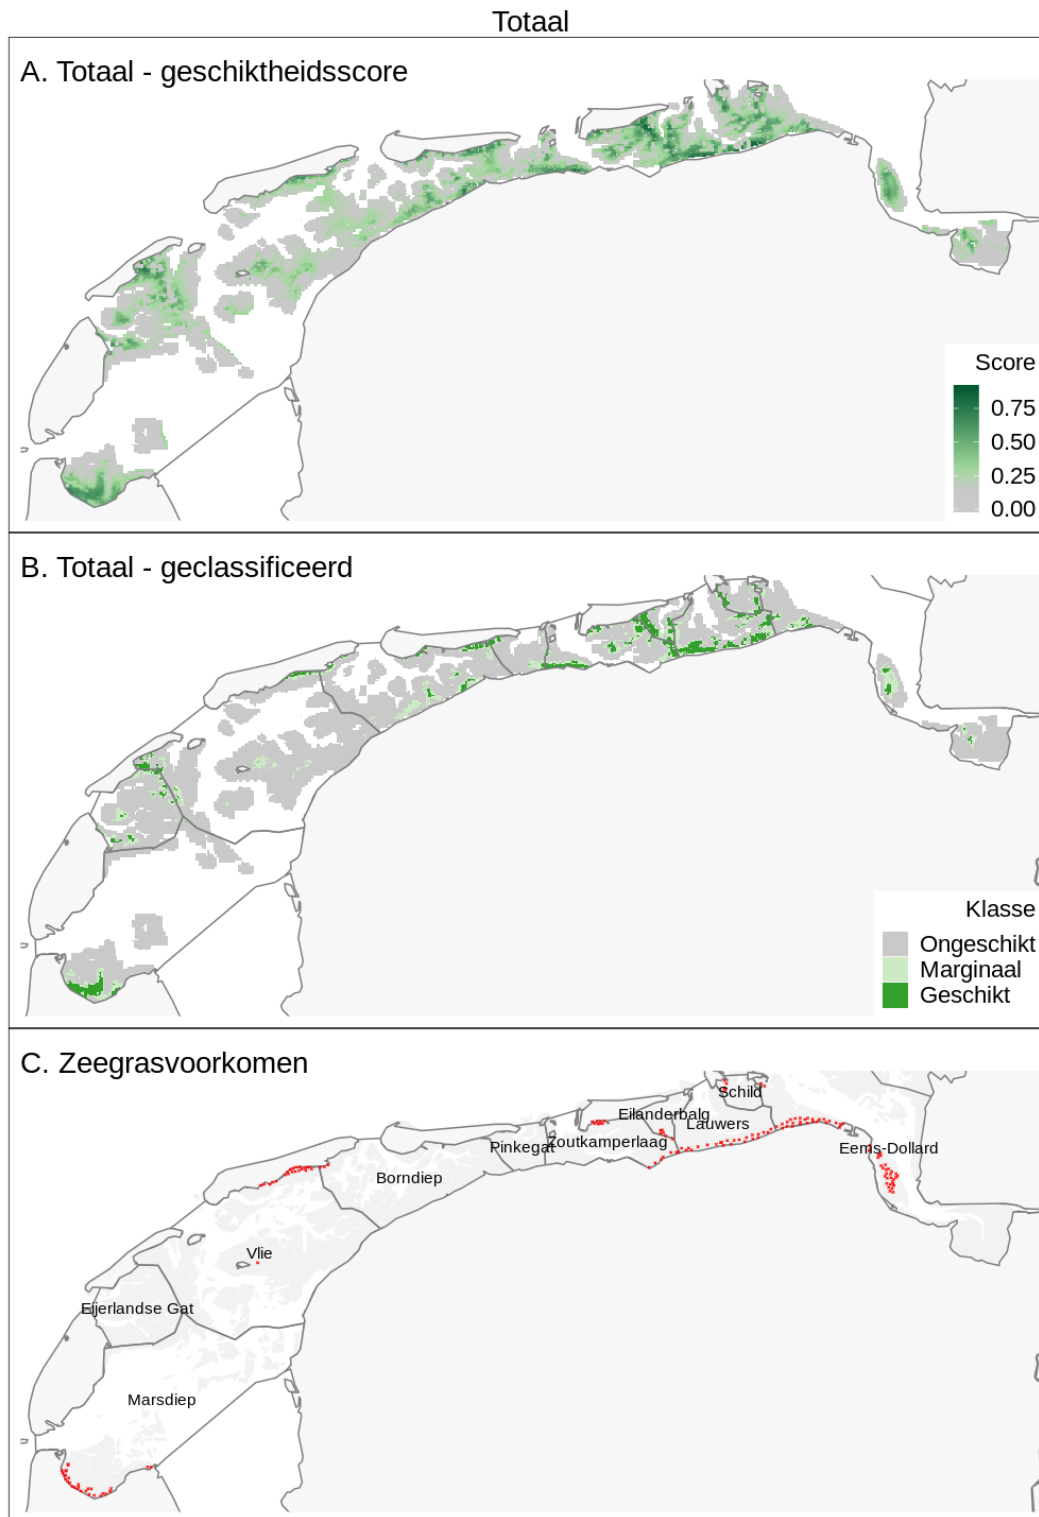 Totaal
A. Totaal - geschiktheidsscore
Score
0.75
0.50
0.25
0.00
B. Totaal - geclassificeerd
Klasse
Ongeschikt
Marginaal
Geschikt
C. Zeegrasvoorkomen
Schild
Eilanderbalg
Lauwers
Zoutkamperlaag
Pinkegat
Eems-Dollard
Borndiep
Vlie
Eijerlandse Gat
Marsdiep